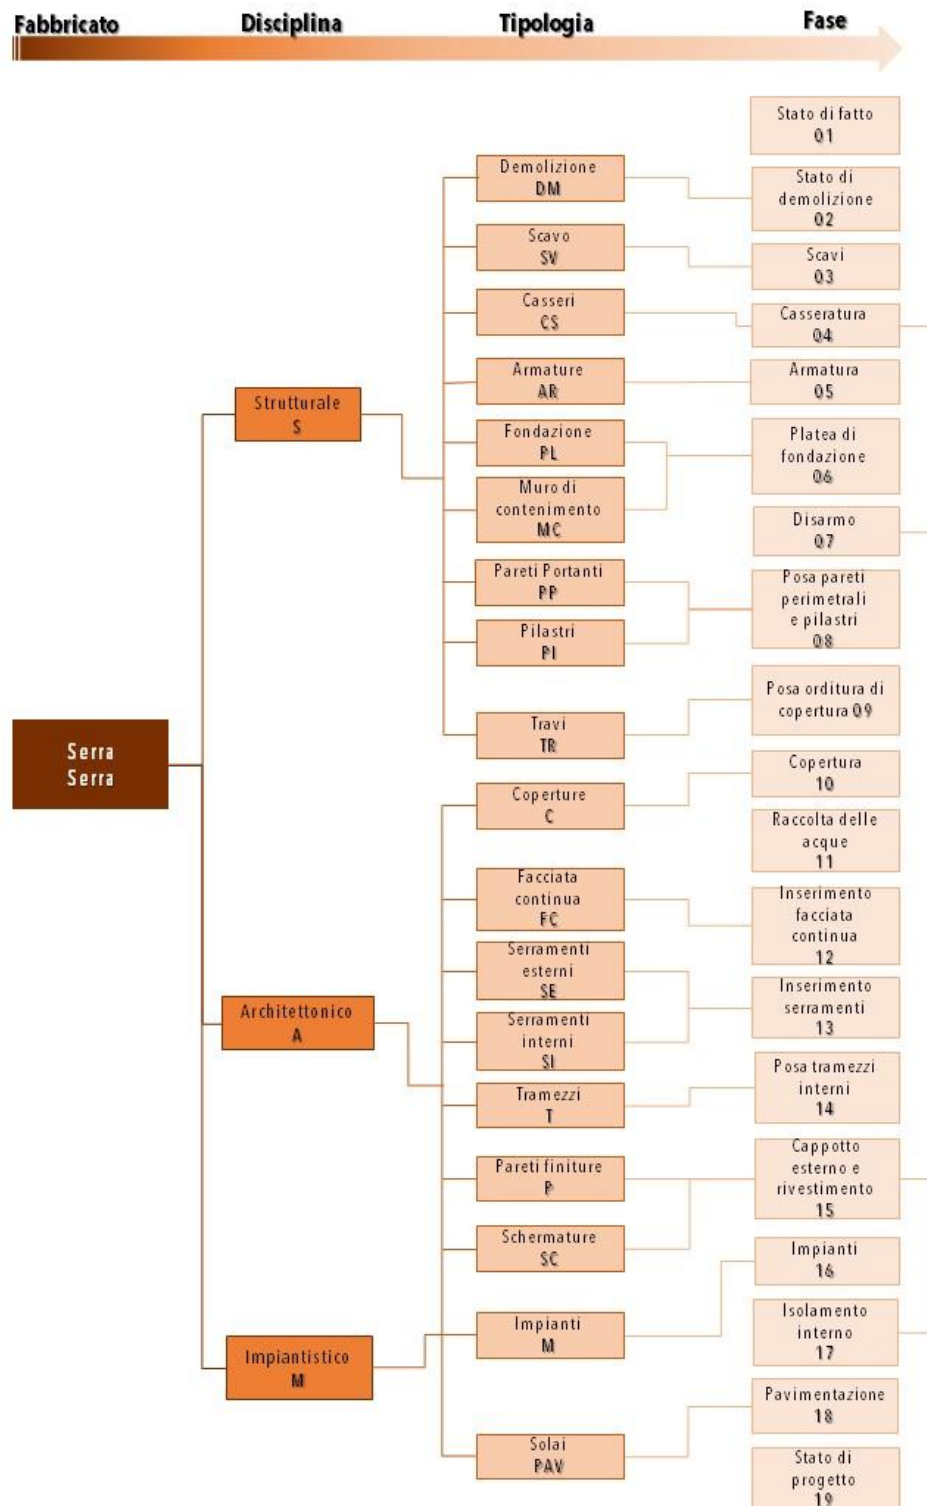 Fabbricato
Disciplina
Tipologia
Fase
Serra
Serra
Strutturale
S
Architettonico
A
Impiantistico
M
Demolizione
DM
Scavo
SV
Casseri
CS
Armature
AR
Fondazione
PL
Muro di
contenimento
MC
Pareti Portanti
PP
Pilastri
PI
Travi
TR
Coperture
C
Facciata
continua
FC
Serramenti
esterni
SE
Serramenti
interni
SI
Tramezzi
T
Pareti finiture
P
Schermature
SC
Impianti
M
Solai
PAV
Stato di fatto
01
Stato di
demolizione
02
Scavi
03
Casseratura
04
Armatura
05
Platea di
fondazione
06
Disarmo
07
Posa pareti
perimetrali
e pilastri
08
Posa orditura di
copertura 09
Copertura
10
Raccolta delle
acque
11
Inserimento
facciata
continua
12
Inserimento
serramenti
13
Posa tramezzi
interni
14
Cappotto
esterno e
rivestimento
15
Impianti
16
Isolamento
interno
17
Pavimentazione
18
Stato di
progetto
19